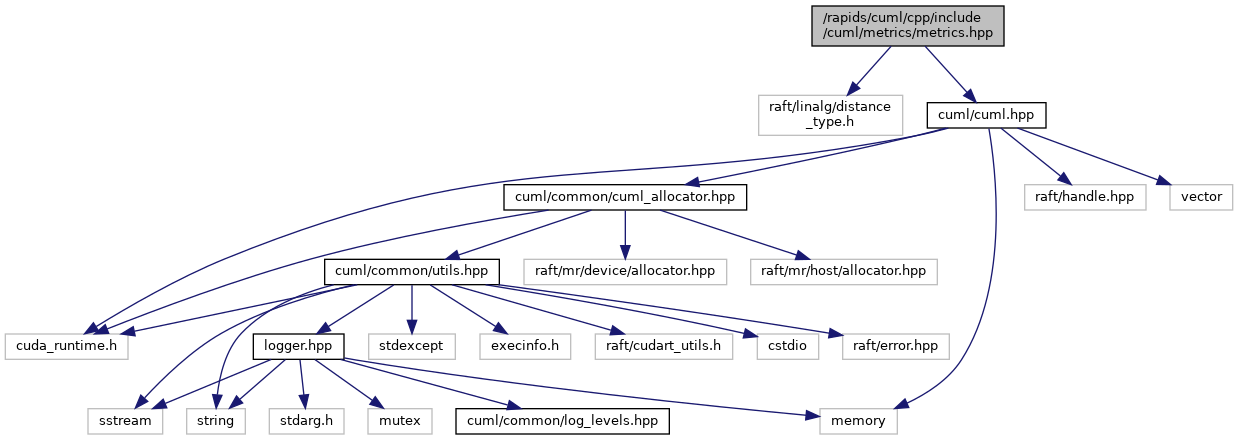 /rapids/cuml/cpp/include
/cuml/metrics/metrics.hpp
raft/linalg/distance
_type.h
cuml/cuml.hpp
cuml/common/cuml_allocator.hpp
raft/handle.hpp
vector
cuml/common/utils.hpp
raft/mr/device/allocator.hpp
raft/mr/host/allocator.hpp
cuda_runtime.h
logger.hpp
stdexcept
execinfo.h
raft/cudart_utils.h
cstdio
raft/error.hpp
sstream
string
stdarg.h
mutex
cuml/common/log_levels.hpp
memory